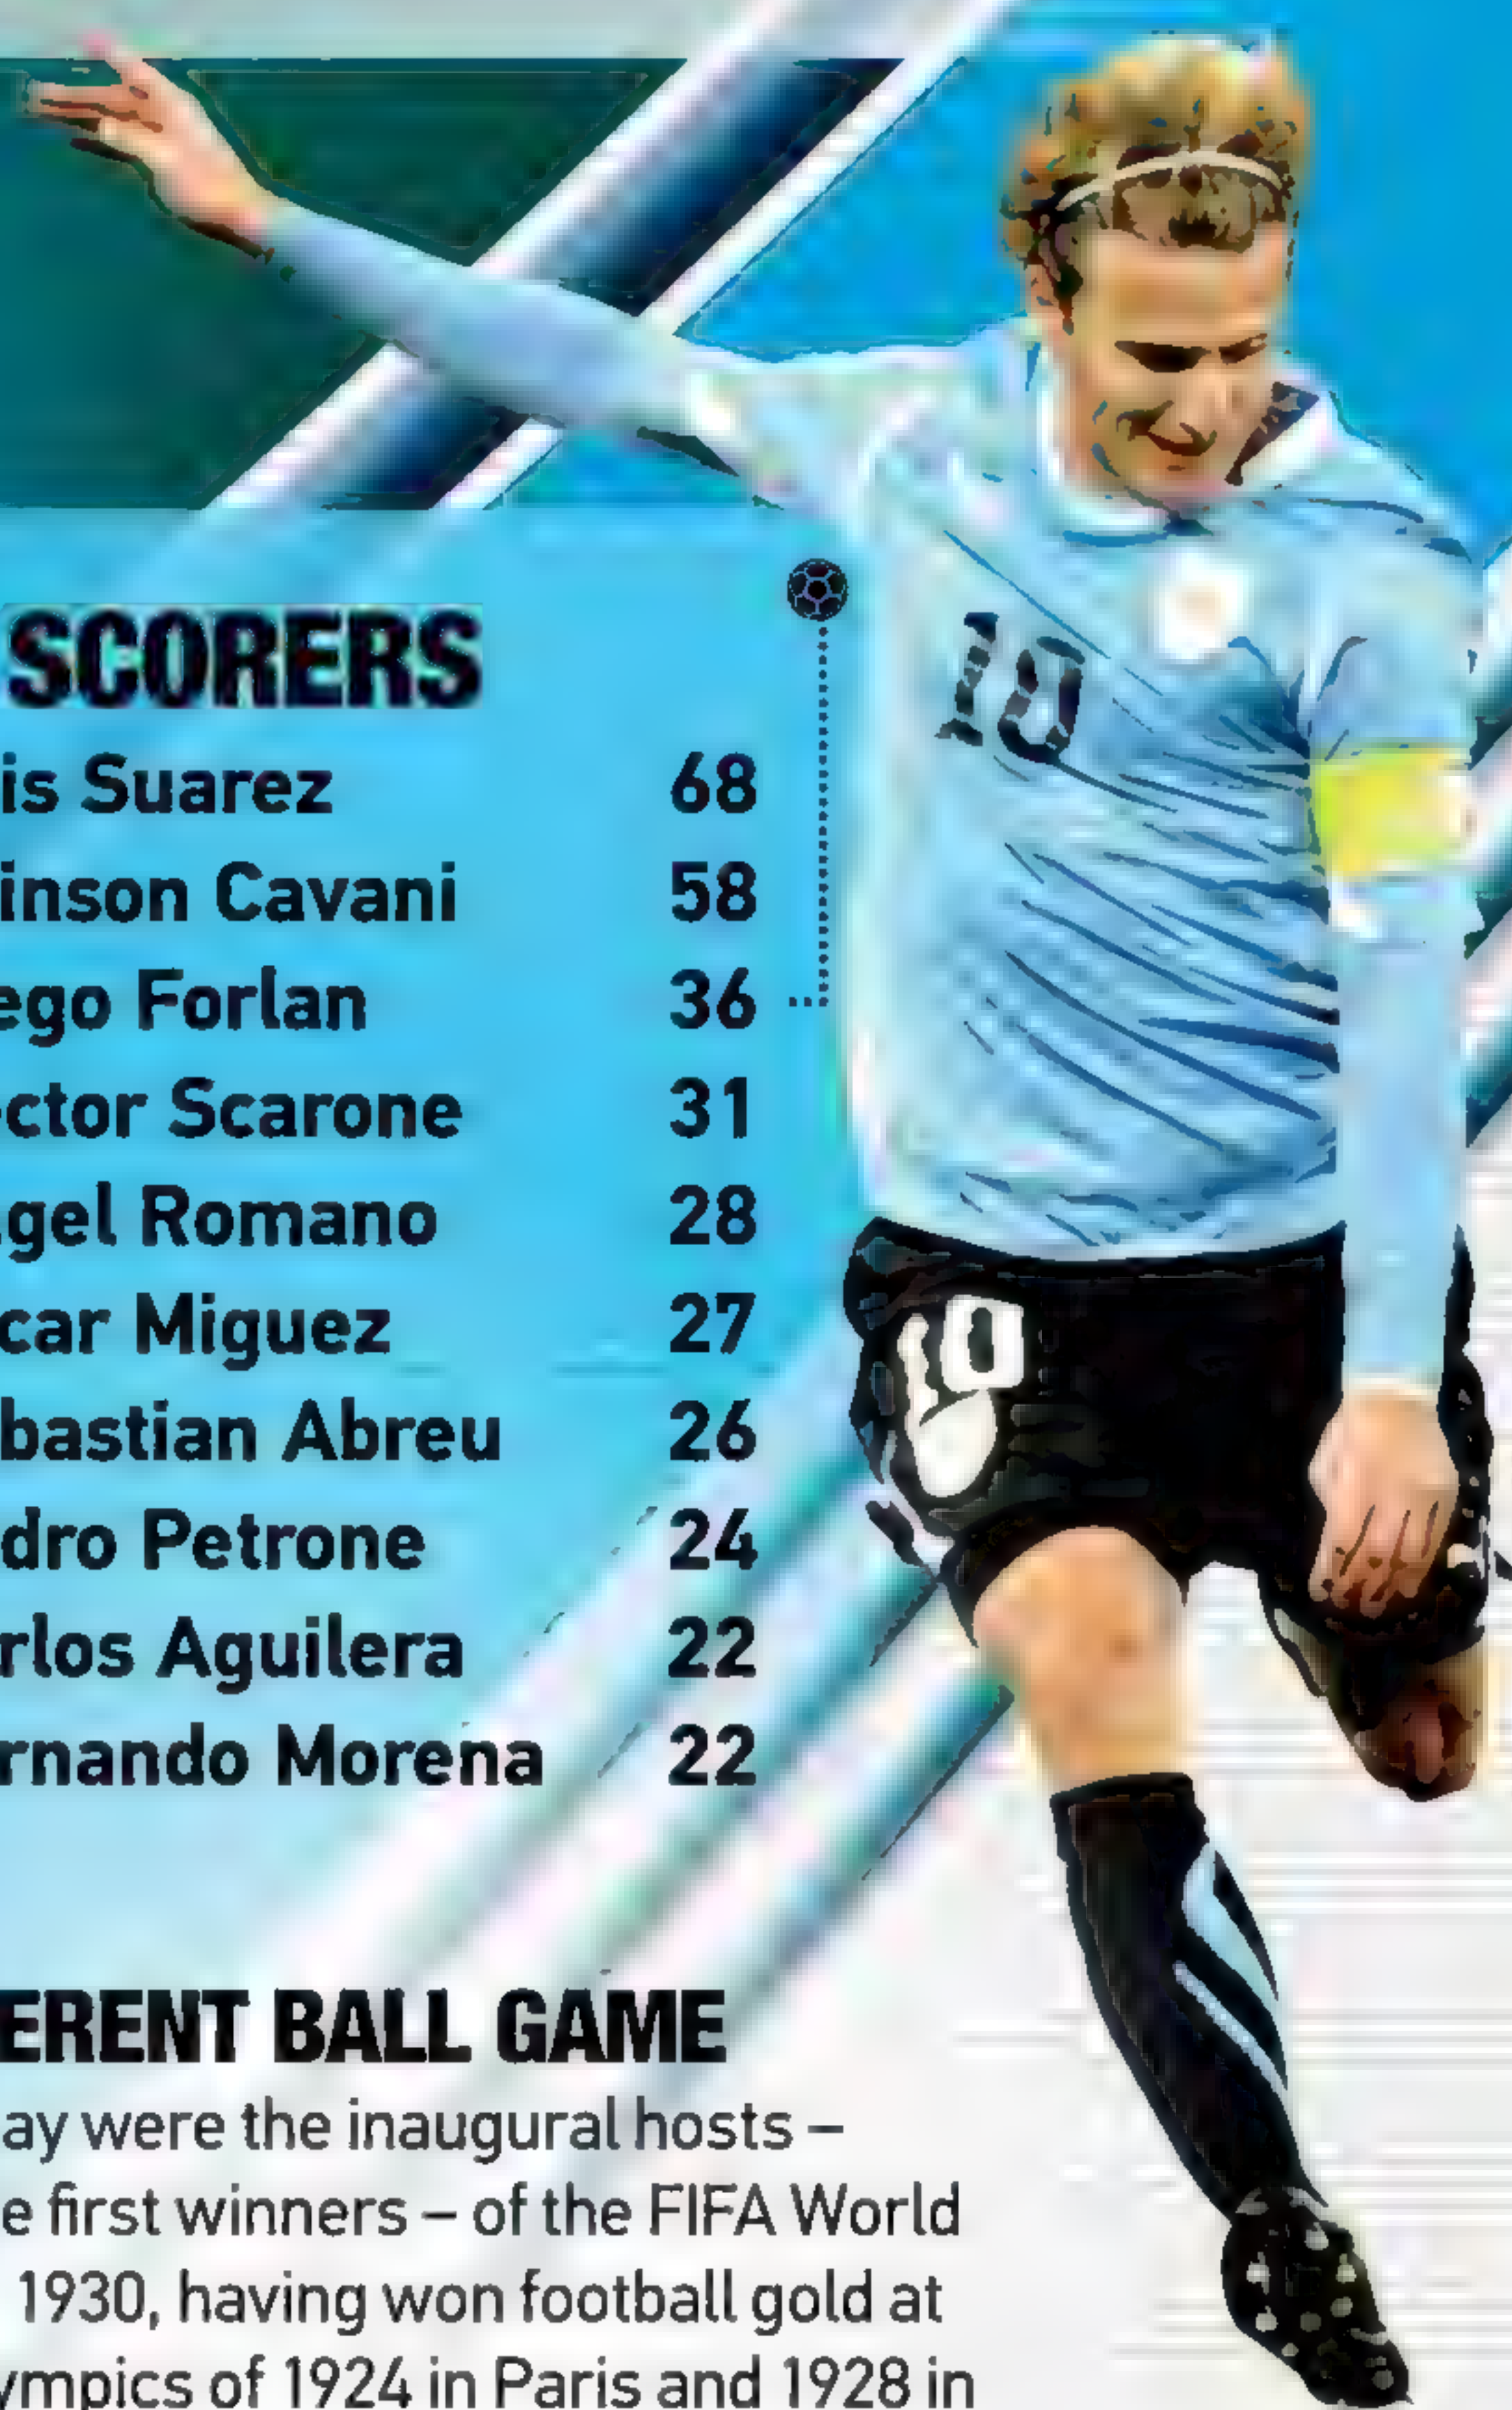 SCORERS
is Suarez 68
inson Cavani 58
ego Forlan 36
ctor Scarone 31
gel Romano 28
car Miguez 27
bastian Abreu 26
dro Petrone 24
rlos Aguilera 22
rnando Morena 22
10
10
ERENT BALL GAME
ay were the inaugural hosts –
e first winners – of the FIFA World
1930, having won football gold at
ympics of 1924 in Paris and 1928 in